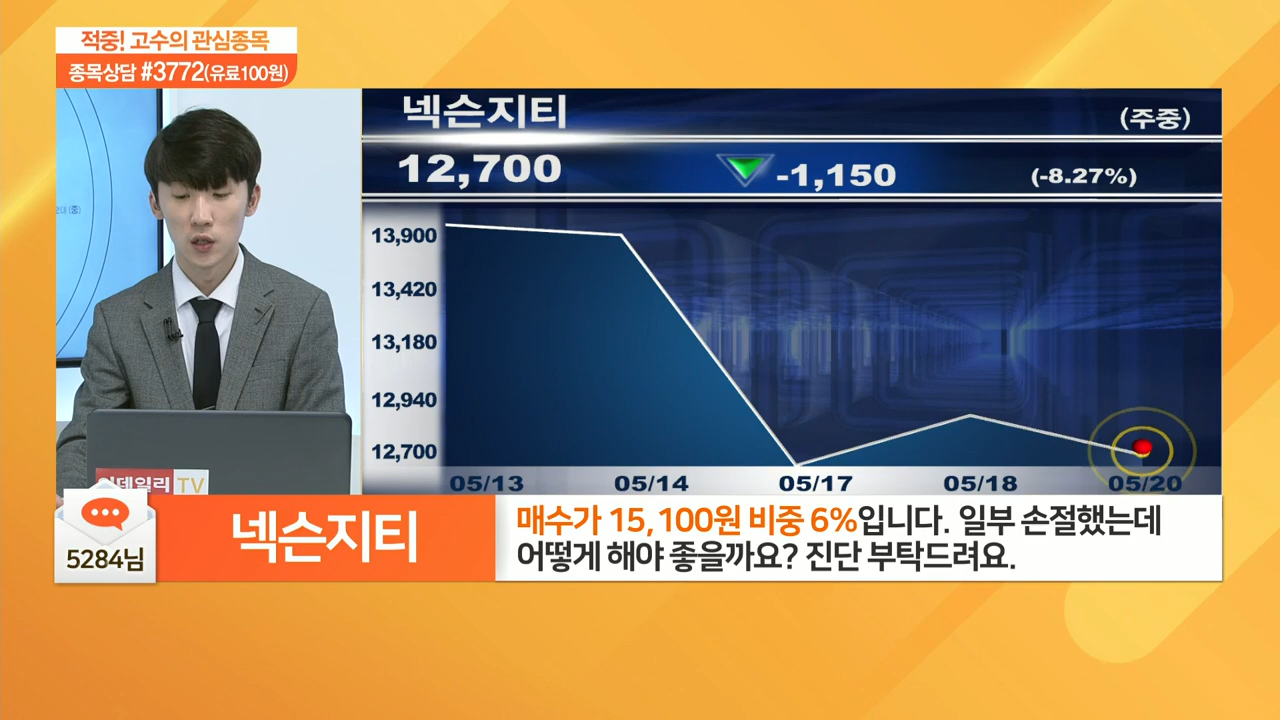 적중! 고수의 관심종목
종목상담 #3772(유료100원)
넥슨지티
(주중)
12,700
-1,150
(-8.27%)
13,900
13,420
13,180
12,940
12,700
05/13
05/14
05/17
05/18
05/20
이데일리 TV
5284님
넥슨지티
매수가 15,100원 비중 6%입니다. 일부 손절했는데
어떻게 해야 좋을까요? 진단 부탁드려요.